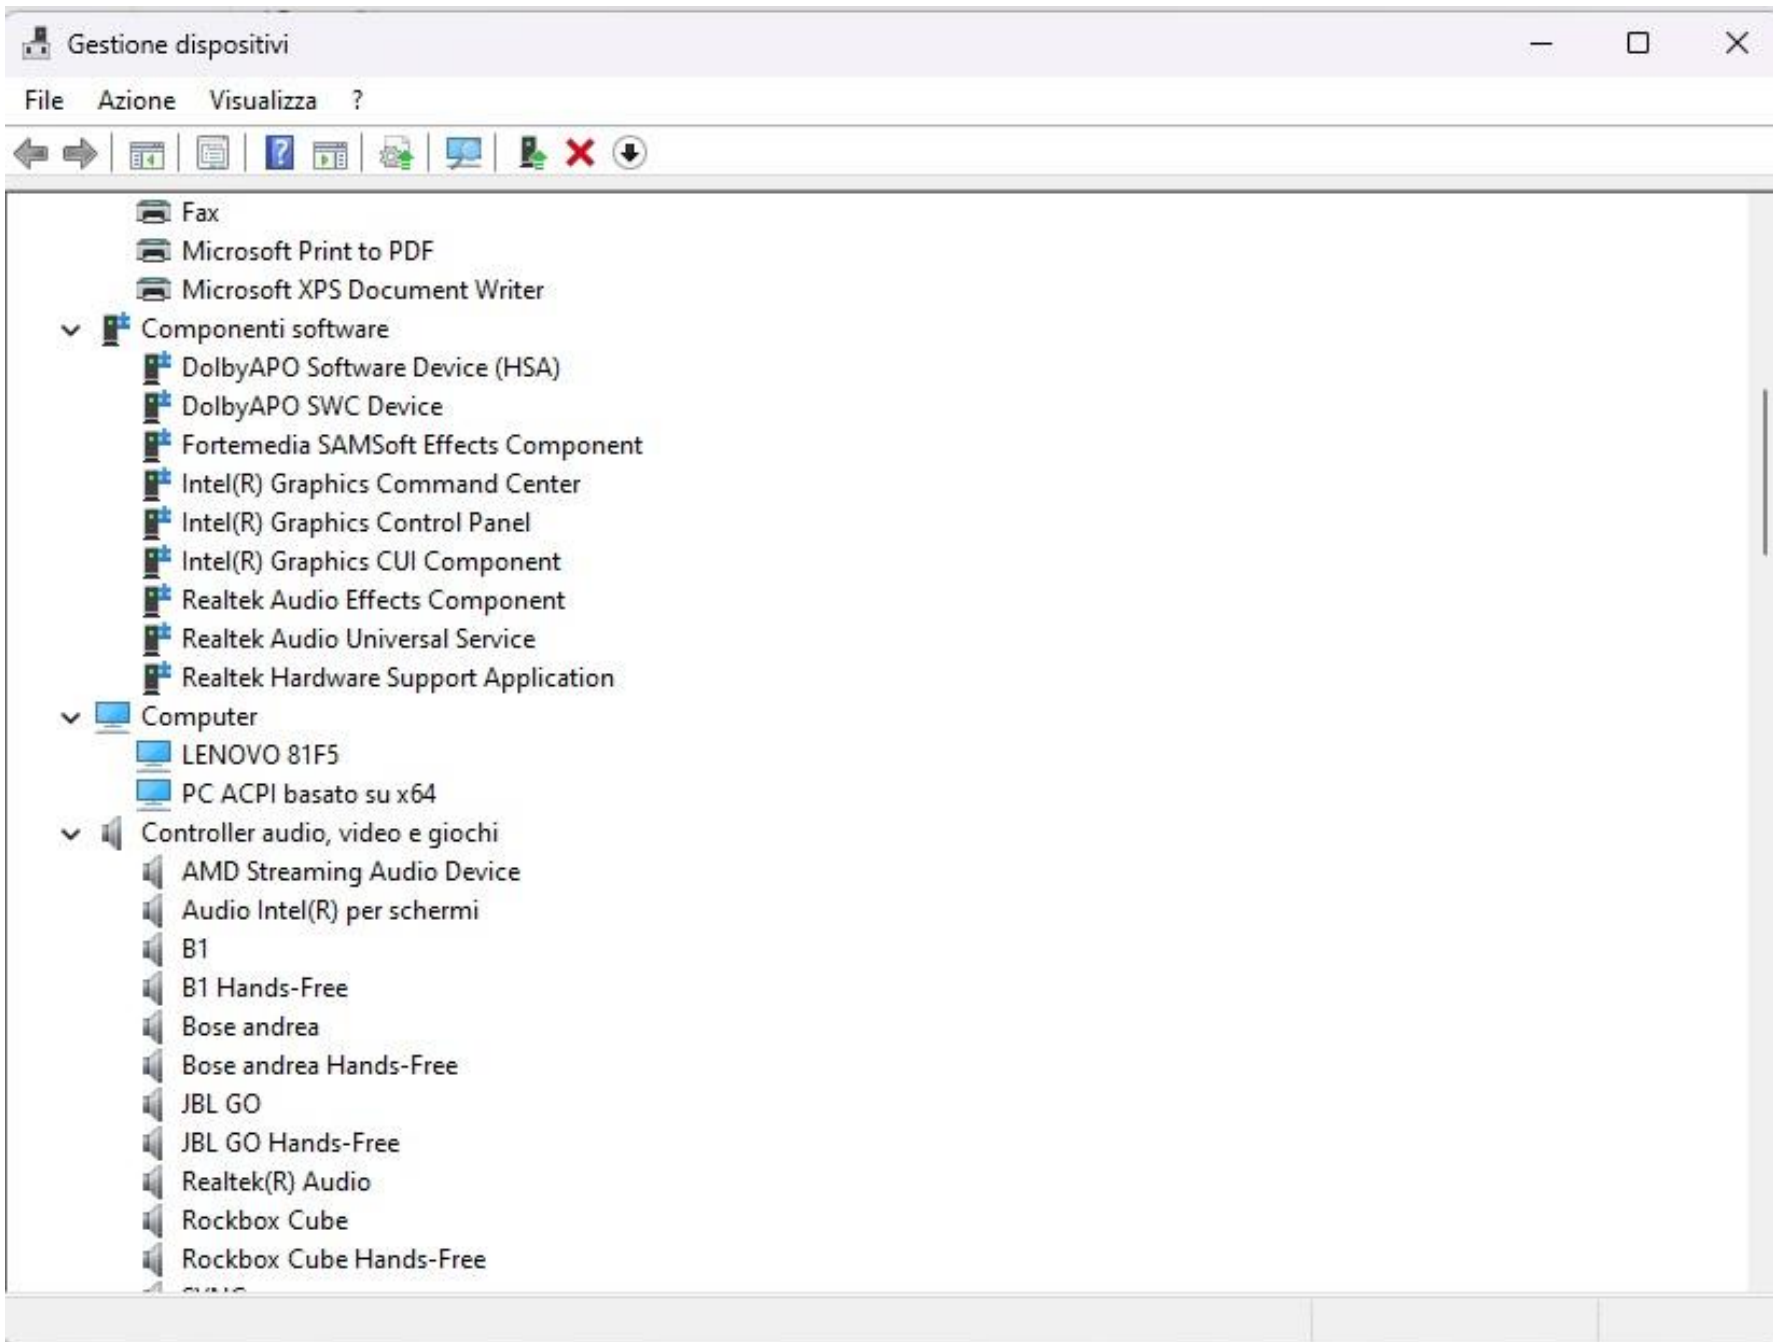 Gestione dispositivi
File Azione Visualizza ?
Fax
Microsoft Print to PDF
Microsoft XPS Document Writer
Componenti software
DolbyAPO Software Device (HSA)
DolbyAPO SWC Device
Fortemedia SAMSoft Effects Component
Intel(R) Graphics Command Center
Intel(R) Graphics Control Panel
Intel(R) Graphics CUI Component
Realtek Audio Effects Component
Realtek Audio Universal Service
Realtek Hardware Support Application
Computer
LENOVO 81F5
PC ACPI basato su x64
Controller audio, video e giochi
AMD Streaming Audio Device
Audio Intel(R) per schermi
B1
B1 Hands-Free
Bose andrea
Bose andrea Hands-Free
JBL GO
JBL GO Hands-Free
Realtek(R) Audio
Rockbox Cube
Rockbox Cube Hands-Free